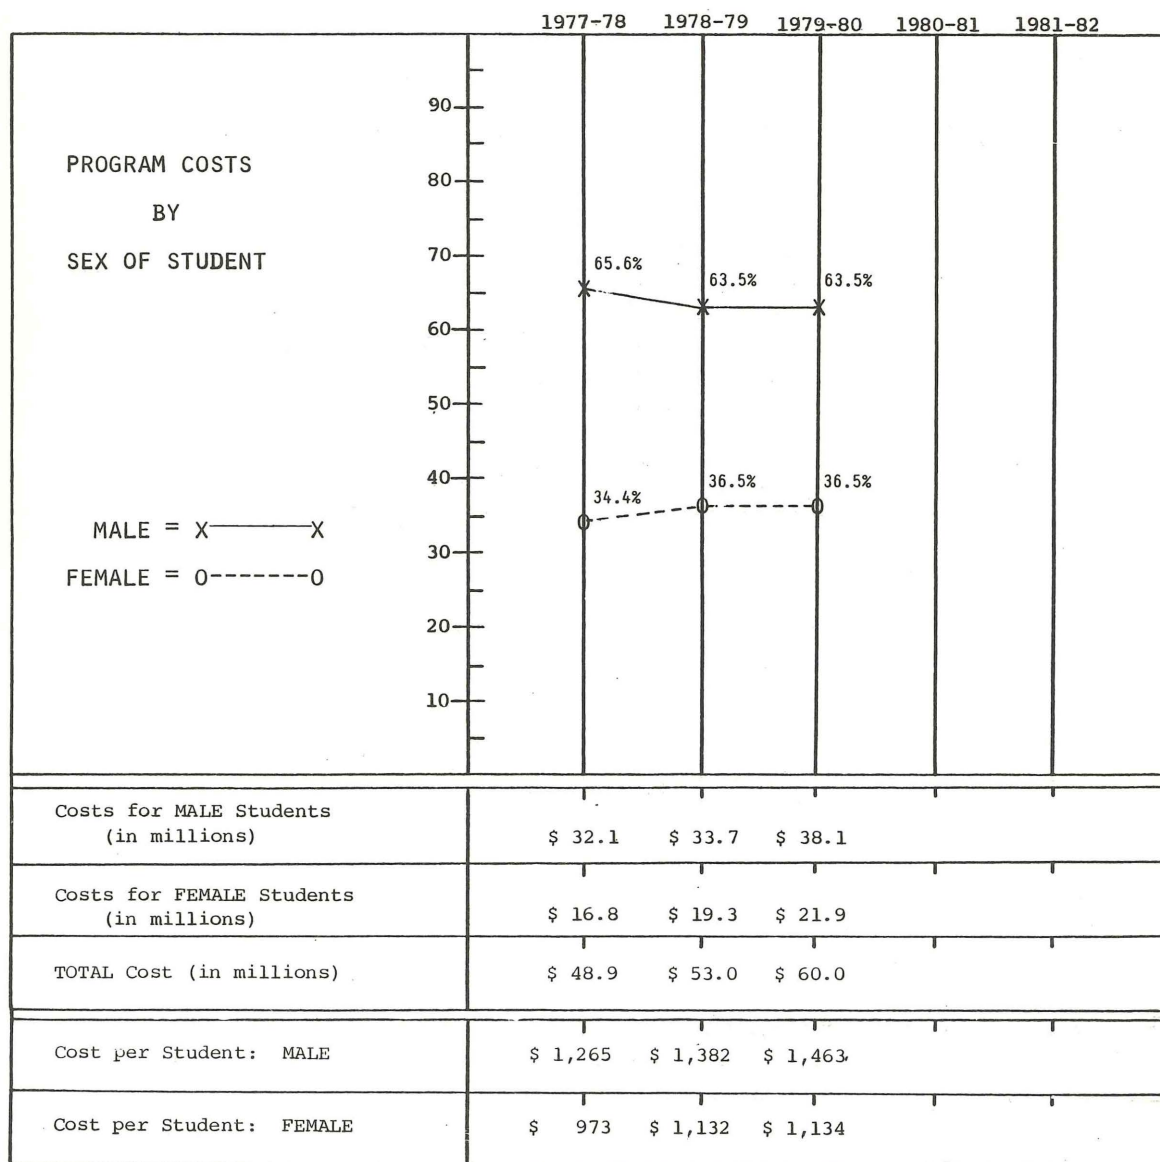 1977-78 1978-79 1979-80 1980-81 1981-82
90
PROGRAM COSTS
80
BY
SEX OF STUDENT
70
65.6% 63.5% 63.5%
60
50
40
34.4% 36.5% 36.5%
MALE = X———X
30
FEMALE = O-------O
20
10
Costs for MALE Students
(in millions) $ 32.1 $ 33.7 $ 38.1
Costs for FEMALE Students
(in millions) $ 16.8 $ 19.3 $ 21.9
TOTAL Cost (in millions) $ 48.9 $ 53.0 $ 60.0
Cost per Student: MALE $ 1,265 $ 1,382 $ 1,463
Cost per Student: FEMALE $ 973 $ 1,132 $ 1,134